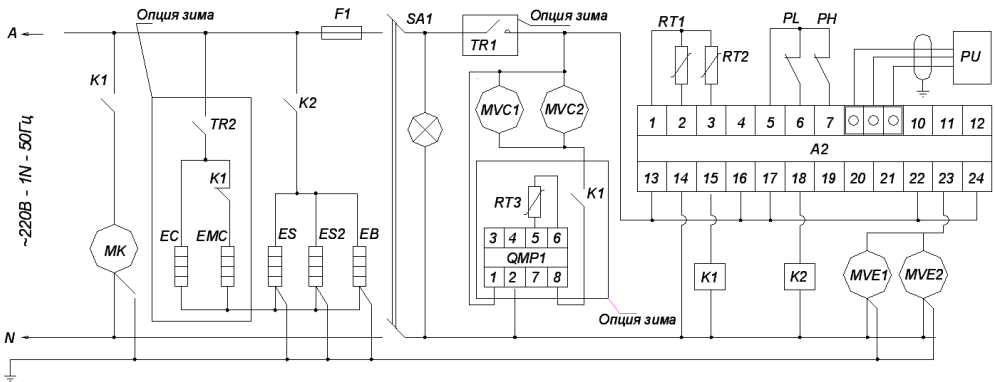 Опция зима
F1
SA1
Опция зима
RT1
PL
PH
A
TR1
RT2
PU
K1
K2
MVC1
MVC2
TR2
1 2 3 4 5 6 7 10 11 12
A2
~220В - 1N - 50Гц
K1
RT3
K1
13 14 15 16 17 18 19 20 21 22 23 24
EC
EMC
ES
ES2
EB
3 4 5 6
MK
QMP1
1 2 7 8
K1
K2
MVE1
MVE2
Опция зима
N